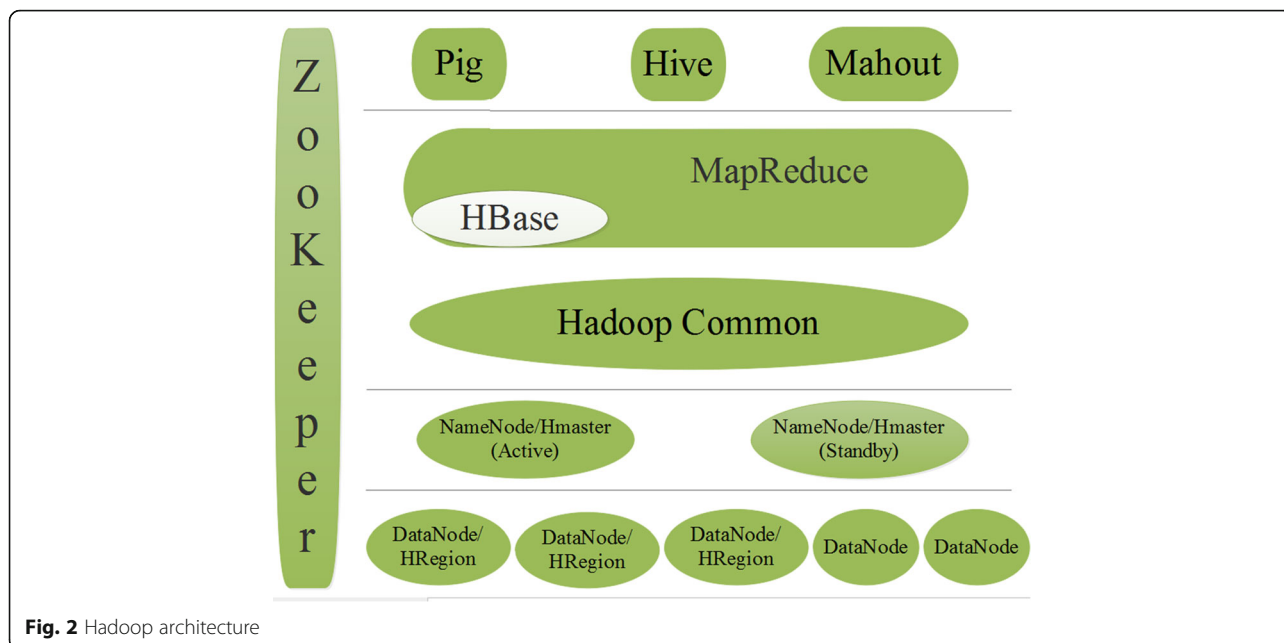 ZooKeeper
Pig
Hive
Mahout
MapReduce
HBase
Hadoop Common
NameNode/Hmaster
(Active)
NameNode/Hmaster
(Standby)
DataNode/
HRegion
DataNode/
HRegion
DataNode/
HRegion
DataNode
DataNode
Fig. 2 Hadoop architecture